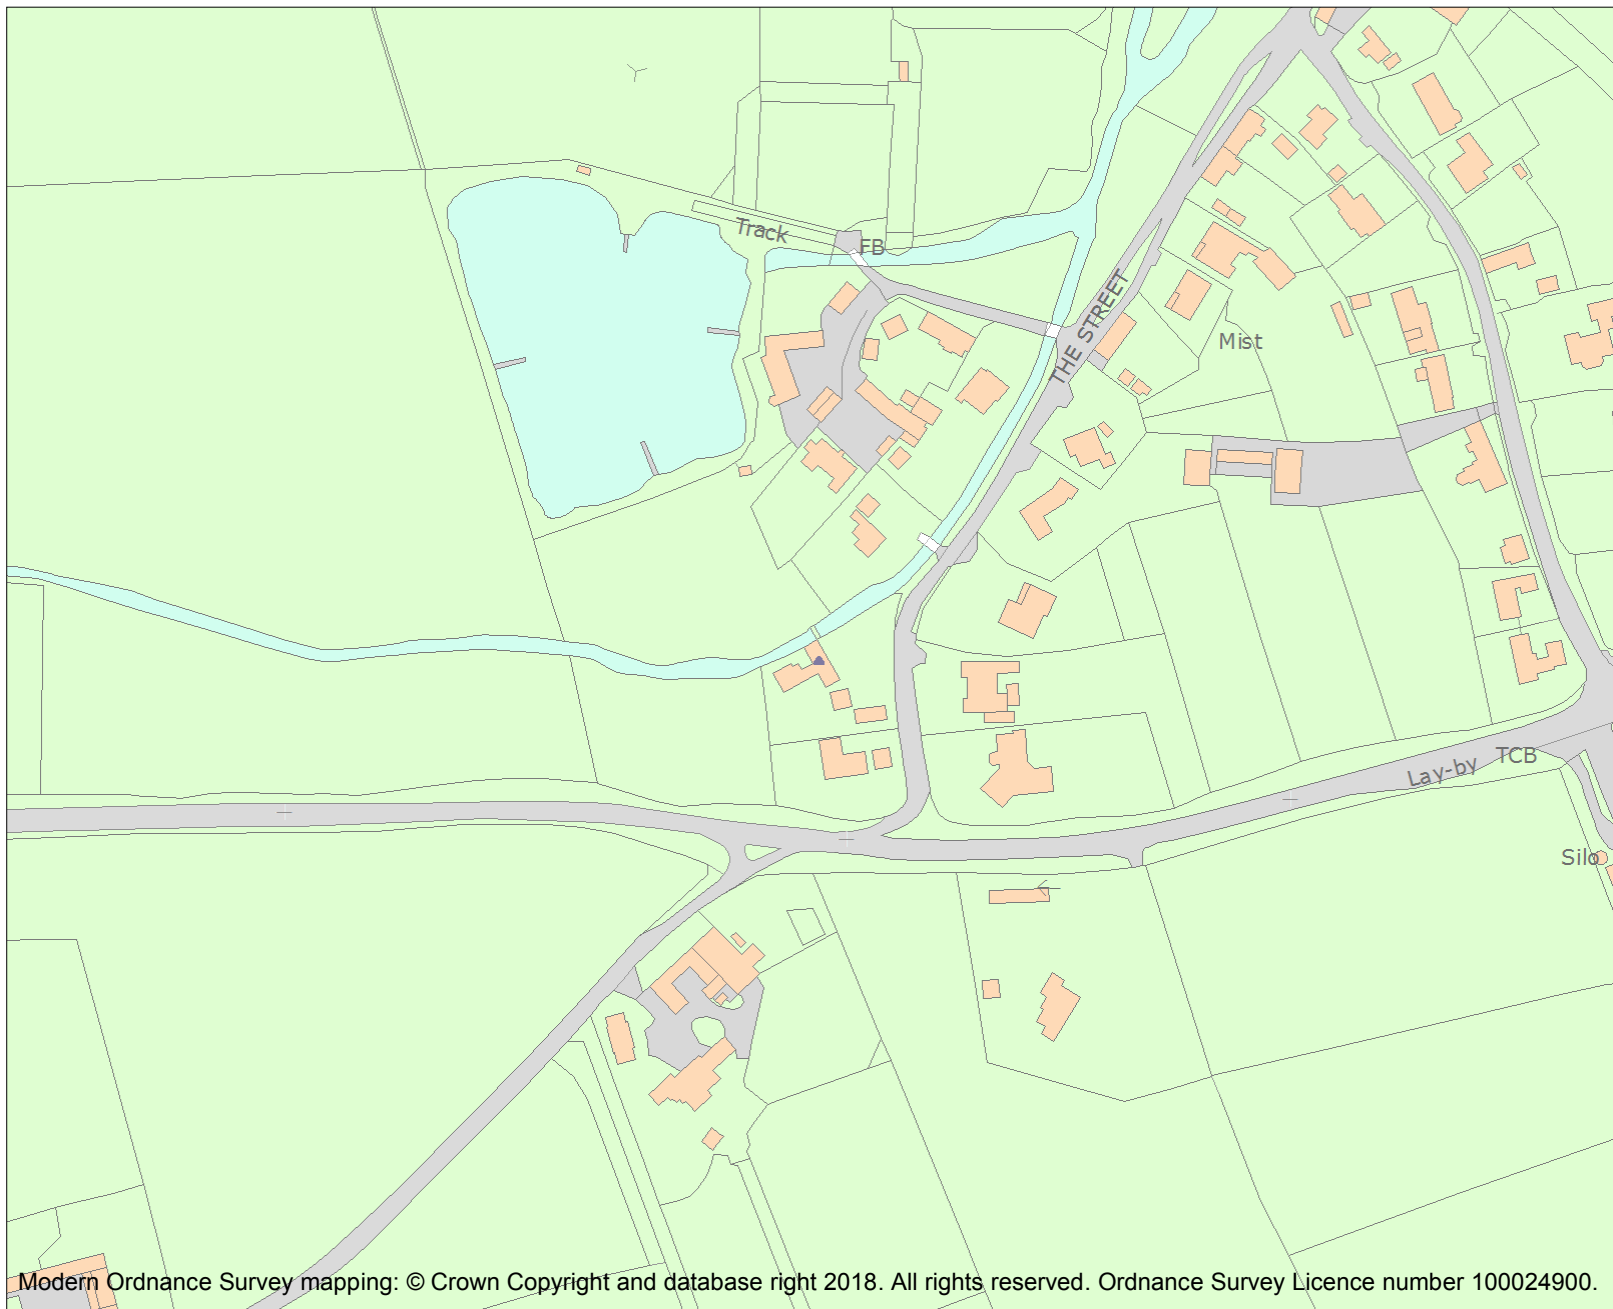 Track
FB
THE STREET
Mist
Lay-by
TCB
Silo
Modern Ordnance Survey mapping: © Crown Copyright and database right 2018. All rights reserved. Ordnance Survey Licence number 100024900.